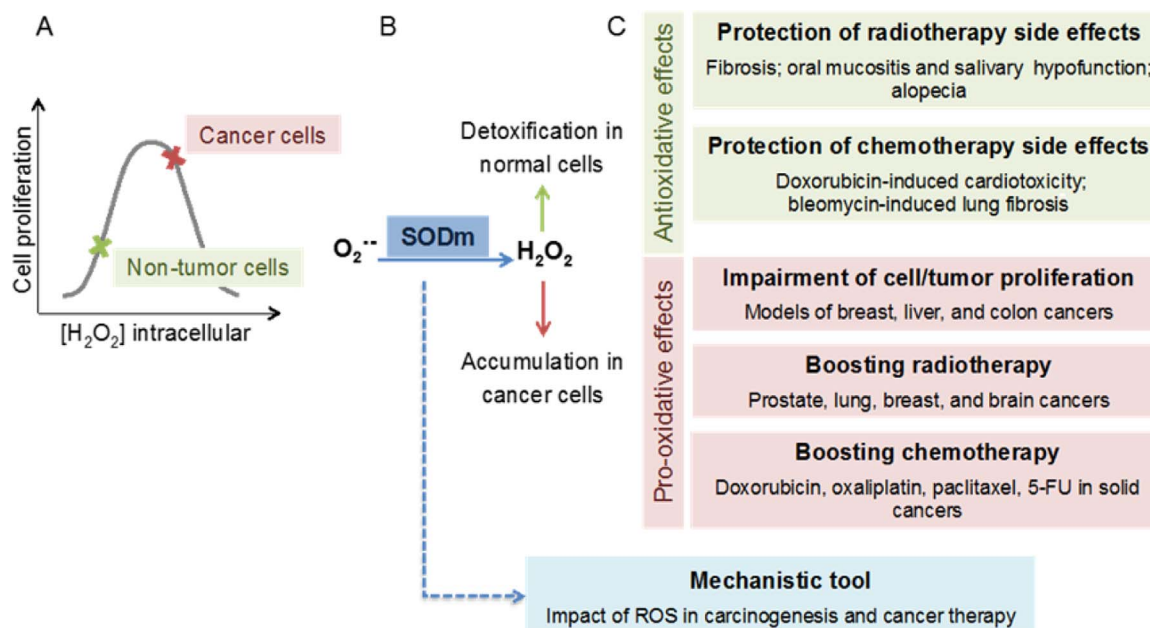 A
Cell proliferation
Cancer cells
Non-tumor cells
[H₂O₂] intracellular
B
Detoxification in
normal cells
O₂˙˙
SODm
H₂O₂
Accumulation in
cancer cells
C
Antioxidative effects
Protection of radiotherapy side effects
Fibrosis; oral mucositis and salivary hypofunction;
alopecia
Protection of chemotherapy side effects
Doxorubicin-induced cardiotoxicity;
bleomycin-induced lung fibrosis
Pro-oxidative effects
Impairment of cell/tumor proliferation
Models of breast, liver, and colon cancers
Boosting radiotherapy
Prostate, lung, breast, and brain cancers
Boosting chemotherapy
Doxorubicin, oxaliplatin, paclitaxel, 5-FU in solid
cancers
Mechanistic tool
Impact of ROS in carcinogenesis and cancer therapy